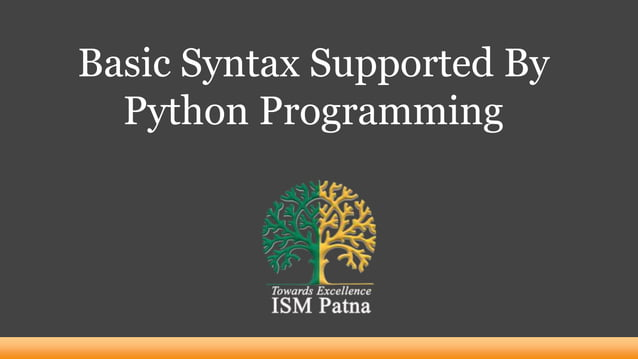 Basic Syntax Supported By
Python Programming
Towards Excellence
ISM Patna